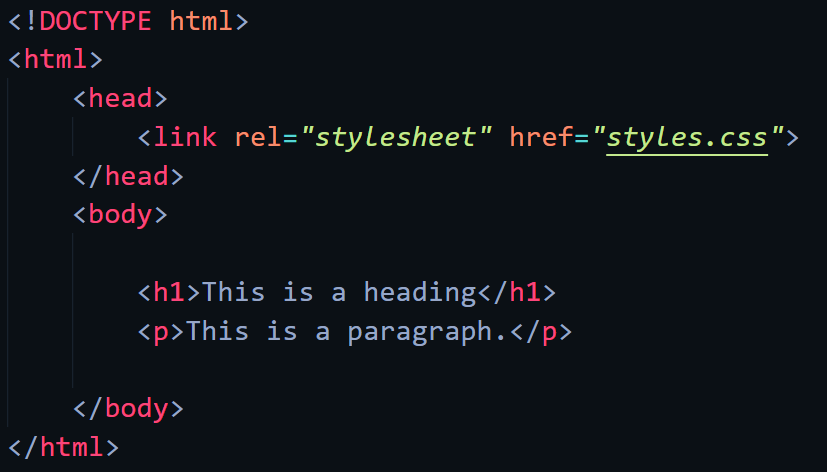 <!DOCTYPE html>
<html>
    <head>
        <link rel="stylesheet" href="styles.css">
    </head>
    <body>

        <h1>This is a heading</h1>
        <p>This is a paragraph.</p>

    </body>
</html>